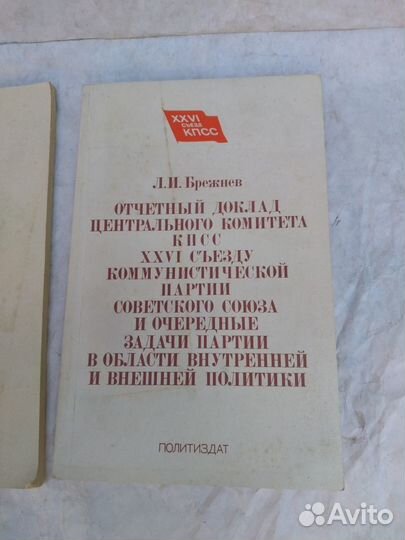 XXVI
СЪЕЗД
КПСС
Л.И. Брежнев
ОТЧЕТНЫЙ ДОКЛАД
ЦЕНТРАЛЬНОГО КОМИТЕТА
КПСС
XXVI СЪЕЗДУ
КОММУНИСТИЧЕСКОЙ
ПАРТИИ
СОВЕТСКОГО СОЮЗА
И ОЧЕРЕДНЫЕ
ЗАДАЧИ ПАРТИИ
В ОБЛАСТИ ВНУТРЕННЕЙ
И ВНЕШНЕЙ ПОЛИТИКИ
ПОЛИТИЗДАТ
Avito